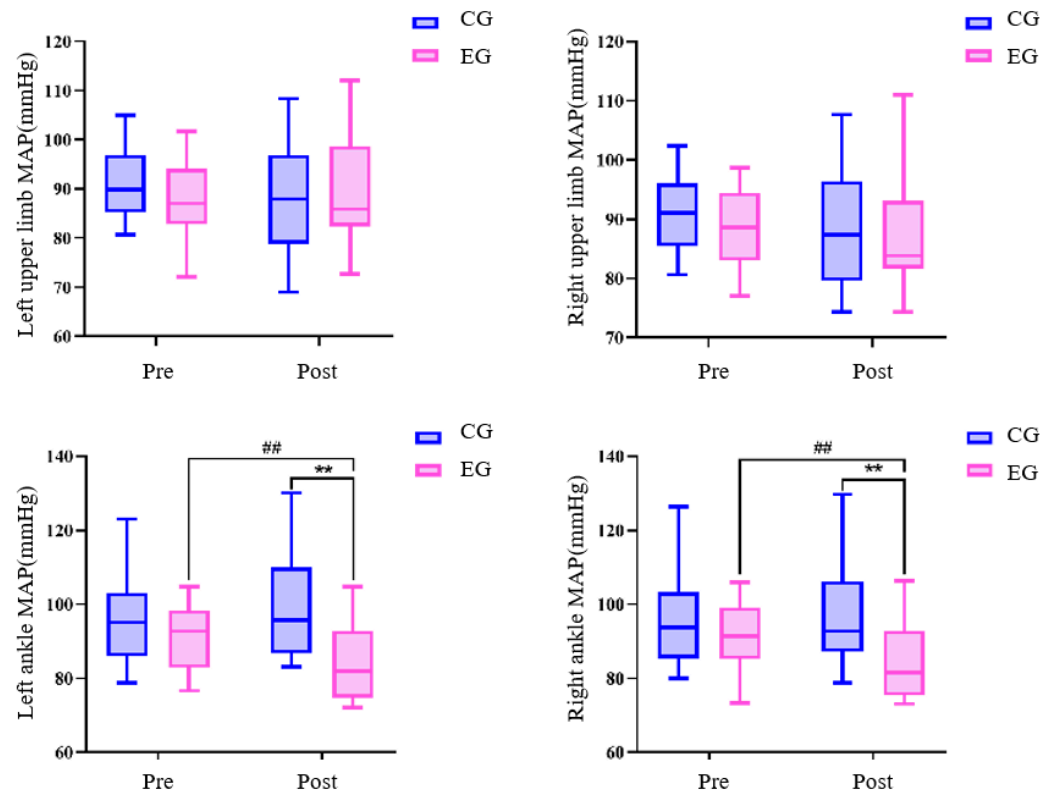 CG
EG
Left upper limb MAP(mmHg)
120
110
100
90
80
70
60
Pre
Post
CG
EG
Right upper limb MAP(mmHg)
120
110
100
90
80
70
Pre
Post
CG
EG
Left ankle MAP(mmHg)
140
120
100
80
60
##
**
Pre
Post
CG
EG
Right ankle MAP(mmHg)
140
120
100
80
60
##
**
Pre
Post